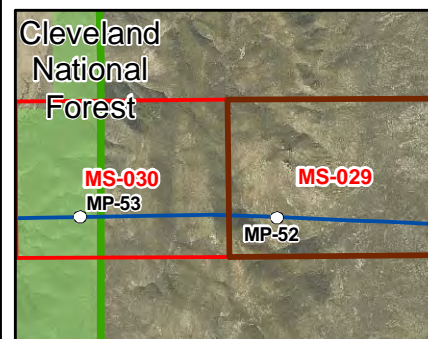 Cleveland
National
Forest
MS-030
MS-029
MP-53
MP-52